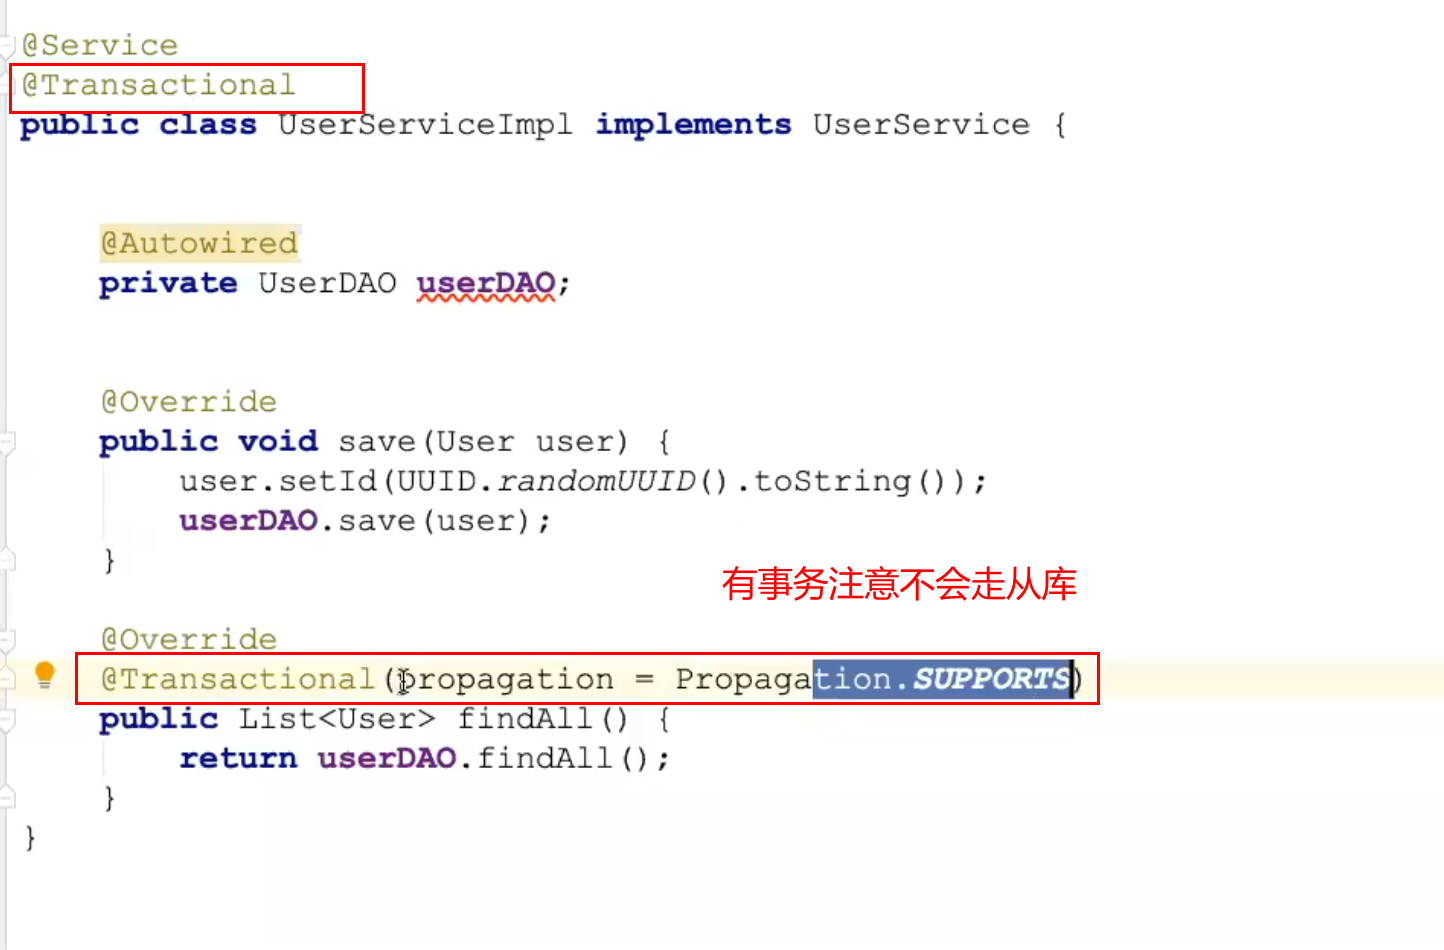 @Service
@Transactional
public class UserServiceImpl implements UserService {
@Autowired
private UserDAO userDAO;
@Override
public void save(User user) {
user.setId(UUID.randomUUID().toString());
userDAO.save(user);
}
有事务注意不会走从库
@Override
@Transactional(propagation = Propagation.SUPPORTS)
public List<User> findAll() {
return userDAO.findAll();
}
}